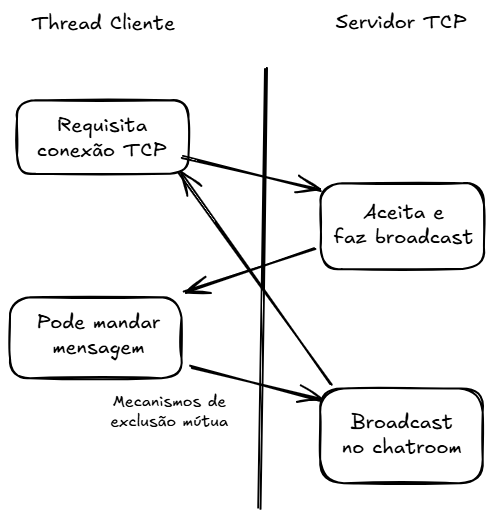 Thread Cliente
Servidor TCP
Requisita
conexão TCP
Aceita e
faz broadcast
Pode mandar
mensagem
Mecanismos de
exclusão mútua
Broadcast
no chatroom